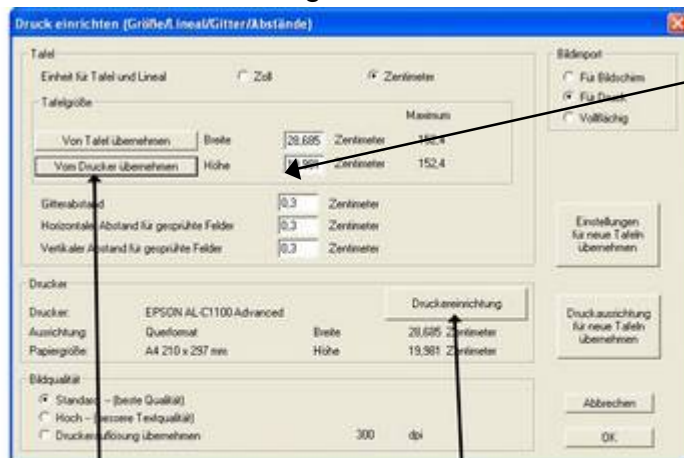 Druck einrichten (Größe/Lineal/Gitter/Abstände)
Tafel
Einheit für Tafel und Lineal Zoll Zentimeter
Tafelgröße
Maximum
Von Tafel übernehmen Breite 28,685 Zentimeter 152,4
Vom Drucker übernehmen Höhe 19,981 Zentimeter 152,4
Gitterabstand 0,3 Zentimeter
Horizontaler Abstand für gesprühte Felder 0,3 Zentimeter
Vertikaler Abstand für gesprühte Felder 0,3 Zentimeter
Bildimport
Für Bildschirm
Für Druck
Vollflächig
Einstellungen
für neue Tafeln
übernehmen
Drucker
Drucker: EPSON AL-C1100 Advanced Druckereinrichtung
Ausrichtung Querformat Breite 28,685 Zentimeter
Papiergröße A4 210 x 297 mm Höhe 19,981 Zentimeter
Druckausrichtung
für neue Tafeln
übernehmen
Bildqualität
Standard – (beste Qualität)
Hoch – (bessere Textqualität)
Druckerauflösung übernehmen 300 dpi
Abbrechen
OK